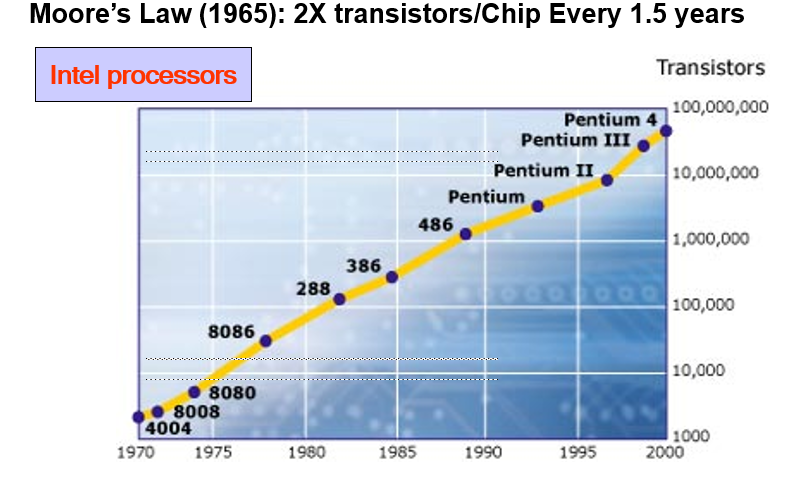 Moore's Law (1965): 2X transistors/Chip Every 1.5 years
Intel processors
Transistors
100,000,000
Pentium 4
Pentium III
10,000,000
Pentium II
Pentium
1,000,000
486
386
288
100,000
8086
10,000
8080
8008
4004
1000
1970 1975 1980 1985 1990 1995 2000